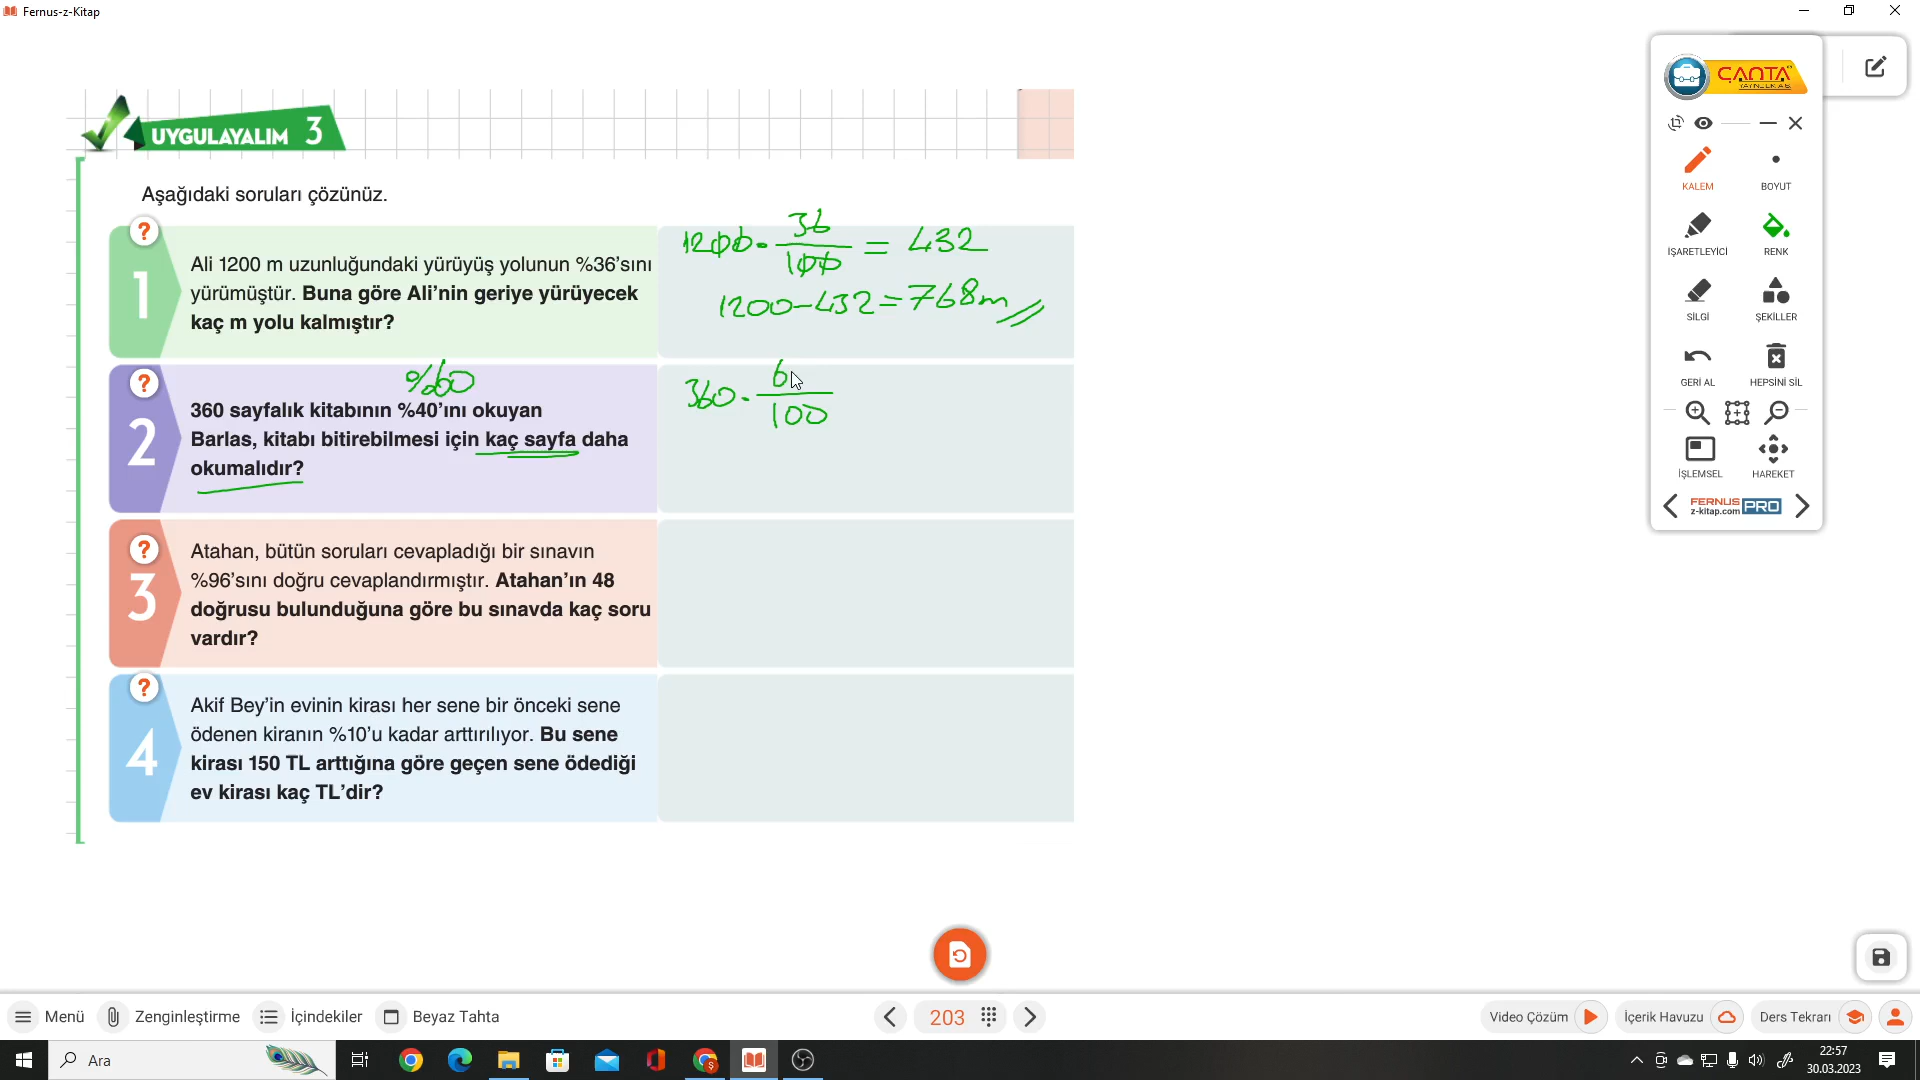 Fernus-z-Kitap
ÇANTA
YAYINCILIK A.Ş.
UYGULAYALIM 3
Aşağıdaki soruları çözünüz.
?
1
Ali 1200 m uzunluğundaki yürüyüş yolunun %36'sını
yürümüştür. Buna göre Ali'nin geriye yürüyecek
kaç m yolu kalmıştır?
1200 · 36/100 = 432
1200-432=768m
?
2
%60
360 sayfalık kitabının %40'ını okuyan
Barlas, kitabı bitirebilmesi için kaç sayfa daha
okumalıdır?
360 · 6/100
?
3
Atahan, bütün soruları cevapladığı bir sınavın
%96'sını doğru cevaplandırmıştır. Atahan'ın 48
doğrusu bulunduğuna göre bu sınavda kaç soru
vardır?
?
4
Akif Bey'in evinin kirası her sene bir önceki sene
ödenen kiranın %10'u kadar arttırılıyor. Bu sene
kirası 150 TL arttığına göre geçen sene ödediği
ev kirası kaç TL'dir?
KALEM BOYUT
İŞARETLEYİCİ RENK
SİLGİ ŞEKİLLER
GERİ AL HEPSİNİ SİL
İŞLEMSEL HAREKET
FERNUS
z-kitap.com PRO
Menü Zenginleştirme İçindekiler Beyaz Tahta 203 Video Çözüm İçerik Havuzu Ders Tekrarı
Ara
22:57
30.03.2023